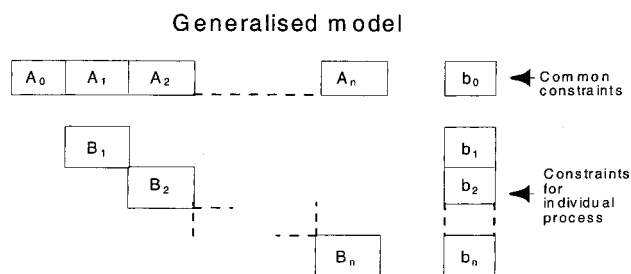 Generalised model
A₀ A₁ A₂ Aₙ b₀ Common constraints
B₁ b₁
B₂ b₂ Constraints for individual process
Bₙ bₙ